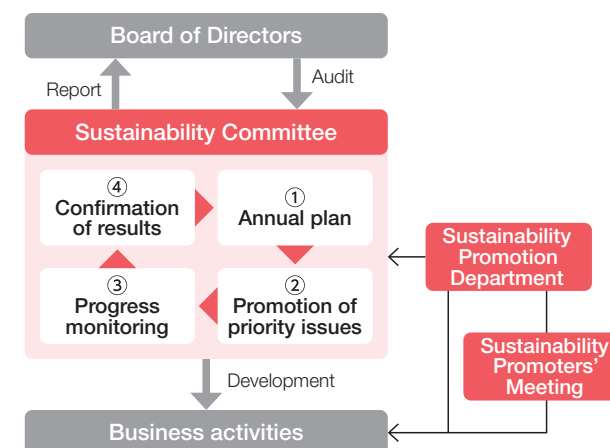 Board of Directors
Report
Audit
Sustainability Committee
④
Confirmation
of results
①
Annual plan
③
Progress
monitoring
②
Promotion of
priority issues
Sustainability
Promotion
Department
Sustainability
Promoters’
Meeting
Development
Business activities